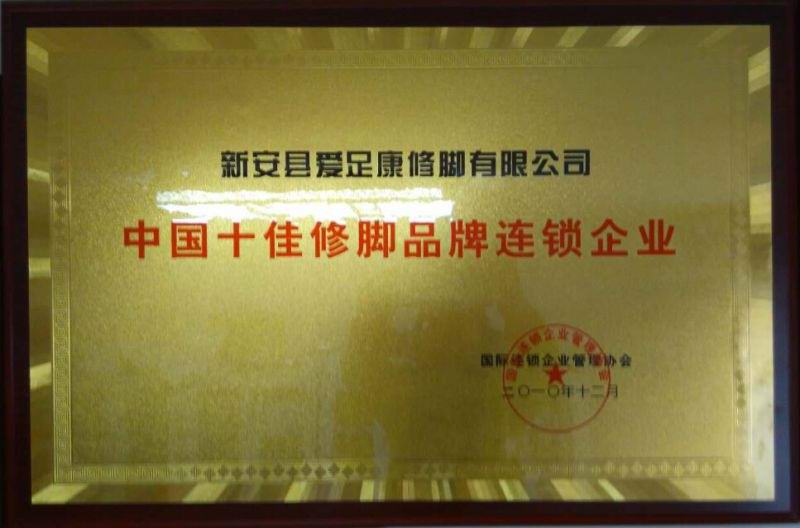 新安县爱足康修脚有限公司
中国十佳修脚品牌连锁企业
国际连锁企业管理协会
二〇一〇年十二月